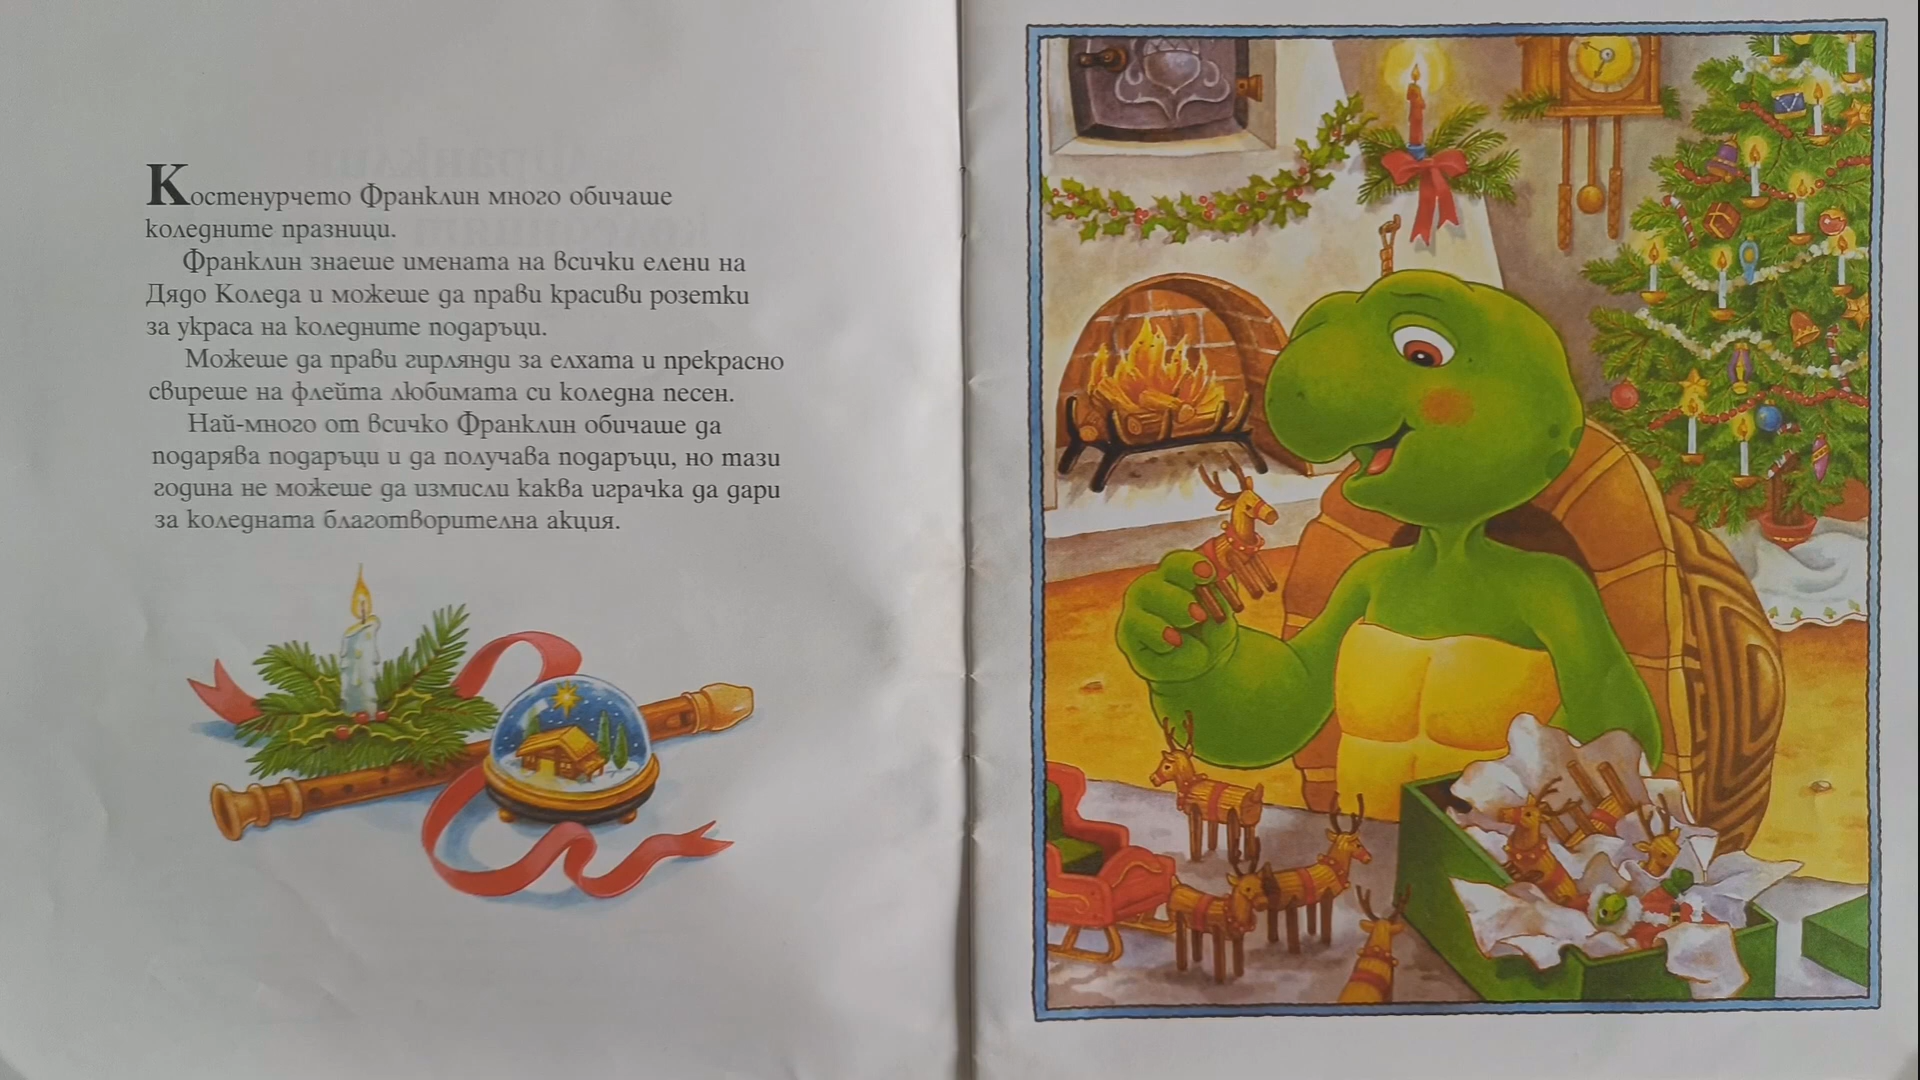 Костенурчето Франклин много обичаше
коледните празници.
Франклин знаеше имената на всички елени на
Дядо Коледа и можеше да прави красиви розетки
за украса на коледните подаръци.
Можеше да прави гирлянди за елхата и прекрасно
свиреше на флейта любимата си коледна песен.
Най-много от всичко Франклин обичаше да
подарява подаръци и да получава подаръци, но тази
година не можеше да измисли каква играчка да дари
за коледната благотворителна акция.